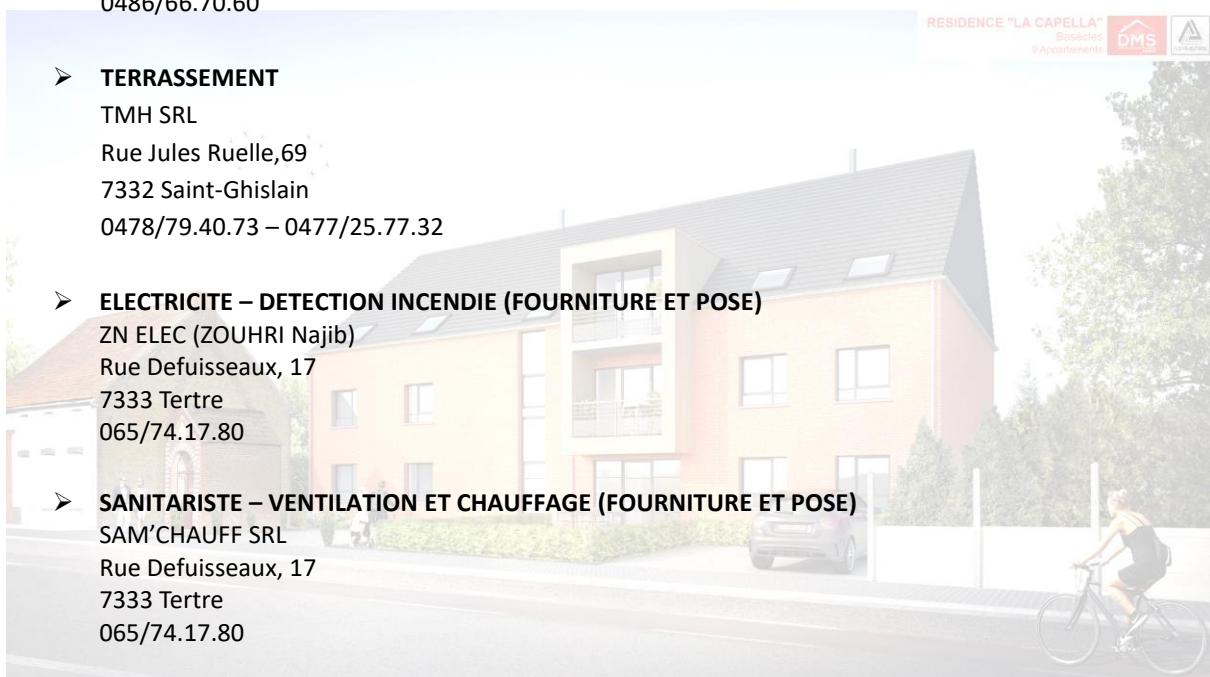 0486/66.70.60
RESIDENCE "LA CAPELLA"
Basècles
9 Appartements
DMS
➢ TERRASSEMENT
TMH SRL
Rue Jules Ruelle,69
7332 Saint-Ghislain
0478/79.40.73 – 0477/25.77.32
➢ ELECTRICITE – DETECTION INCENDIE (FOURNITURE ET POSE)
ZN ELEC (ZOUHRI Najib)
Rue Defuisseaux, 17
7333 Tertre
065/74.17.80
➢ SANITARISTE – VENTILATION ET CHAUFFAGE (FOURNITURE ET POSE)
SAM’CHAUFF SRL
Rue Defuisseaux, 17
7333 Tertre
065/74.17.80